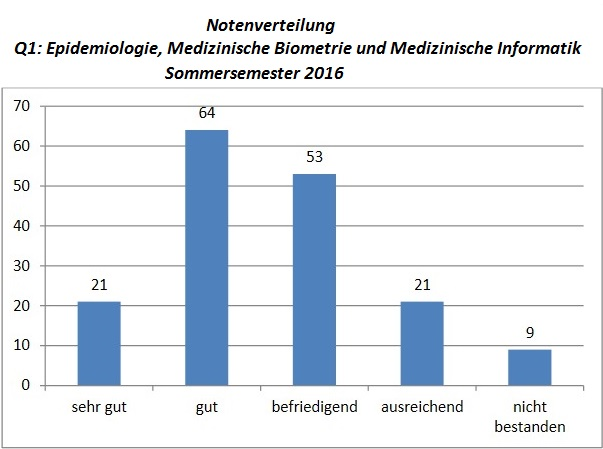 Notenverteilung
Q1: Epidemiologie, Medizinische Biometrie und Medizinische Informatik
Sommersemester 2016
70
60
50
40
30
20
10
0
21
64
53
21
9
sehr gut
gut
befriedigend
ausreichend
nicht
bestanden